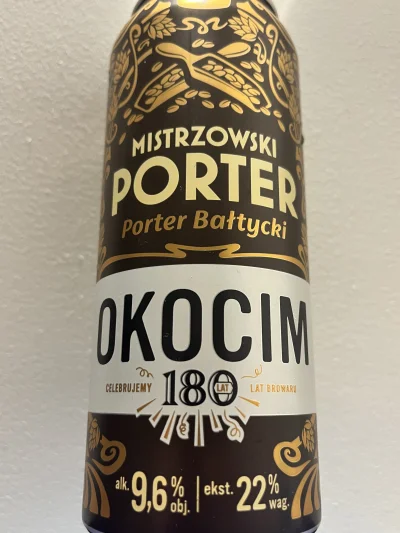 MISTRZOWSKI
PORTER
Porter Bałtycki
OKOCIM
CELEBRUJEMY 180 LAT LAT BROWARU
alk. 9,6% obj. | ekst. 22% wag.